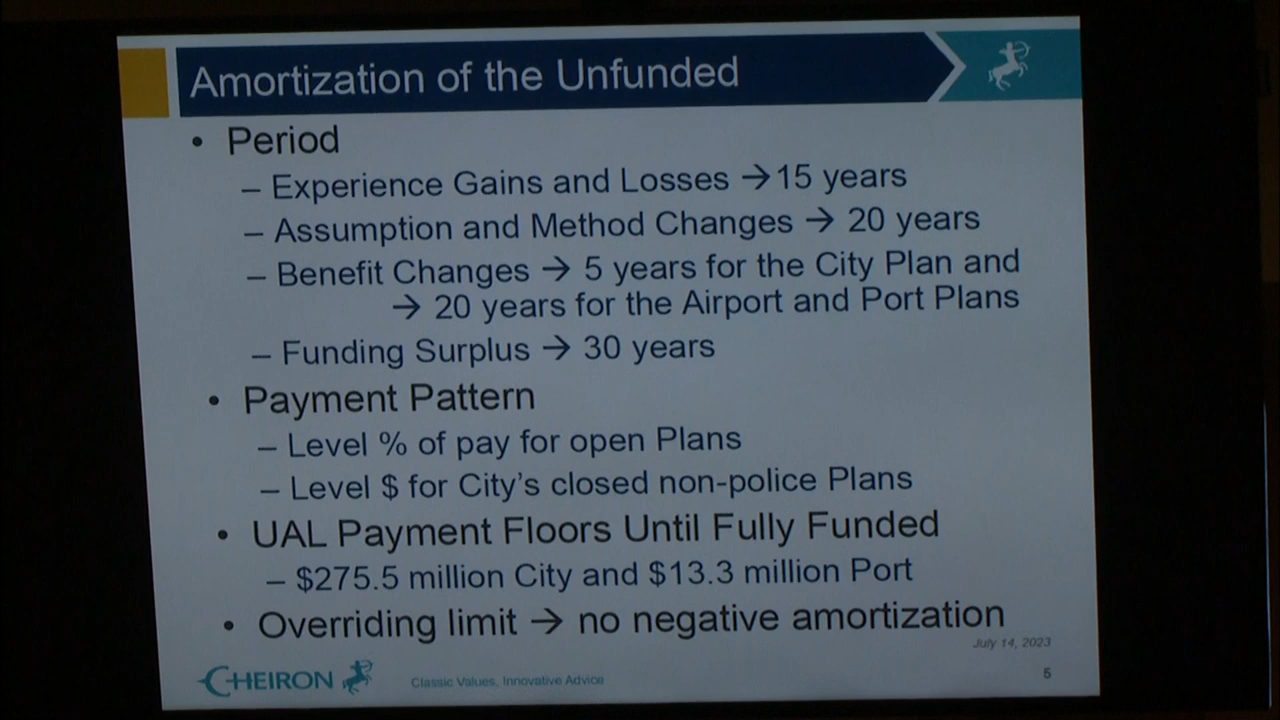 Amortization of the Unfunded
• Period
– Experience Gains and Losses →15 years
– Assumption and Method Changes → 20 years
– Benefit Changes → 5 years for the City Plan and
→ 20 years for the Airport and Port Plans
– Funding Surplus → 30 years
• Payment Pattern
– Level % of pay for open Plans
– Level $ for City's closed non-police Plans
• UAL Payment Floors Until Fully Funded
– $275.5 million City and $13.3 million Port
• Overriding limit → no negative amortization
July 14, 2023
CHEIRON
Classic Values, Innovative Advice
5